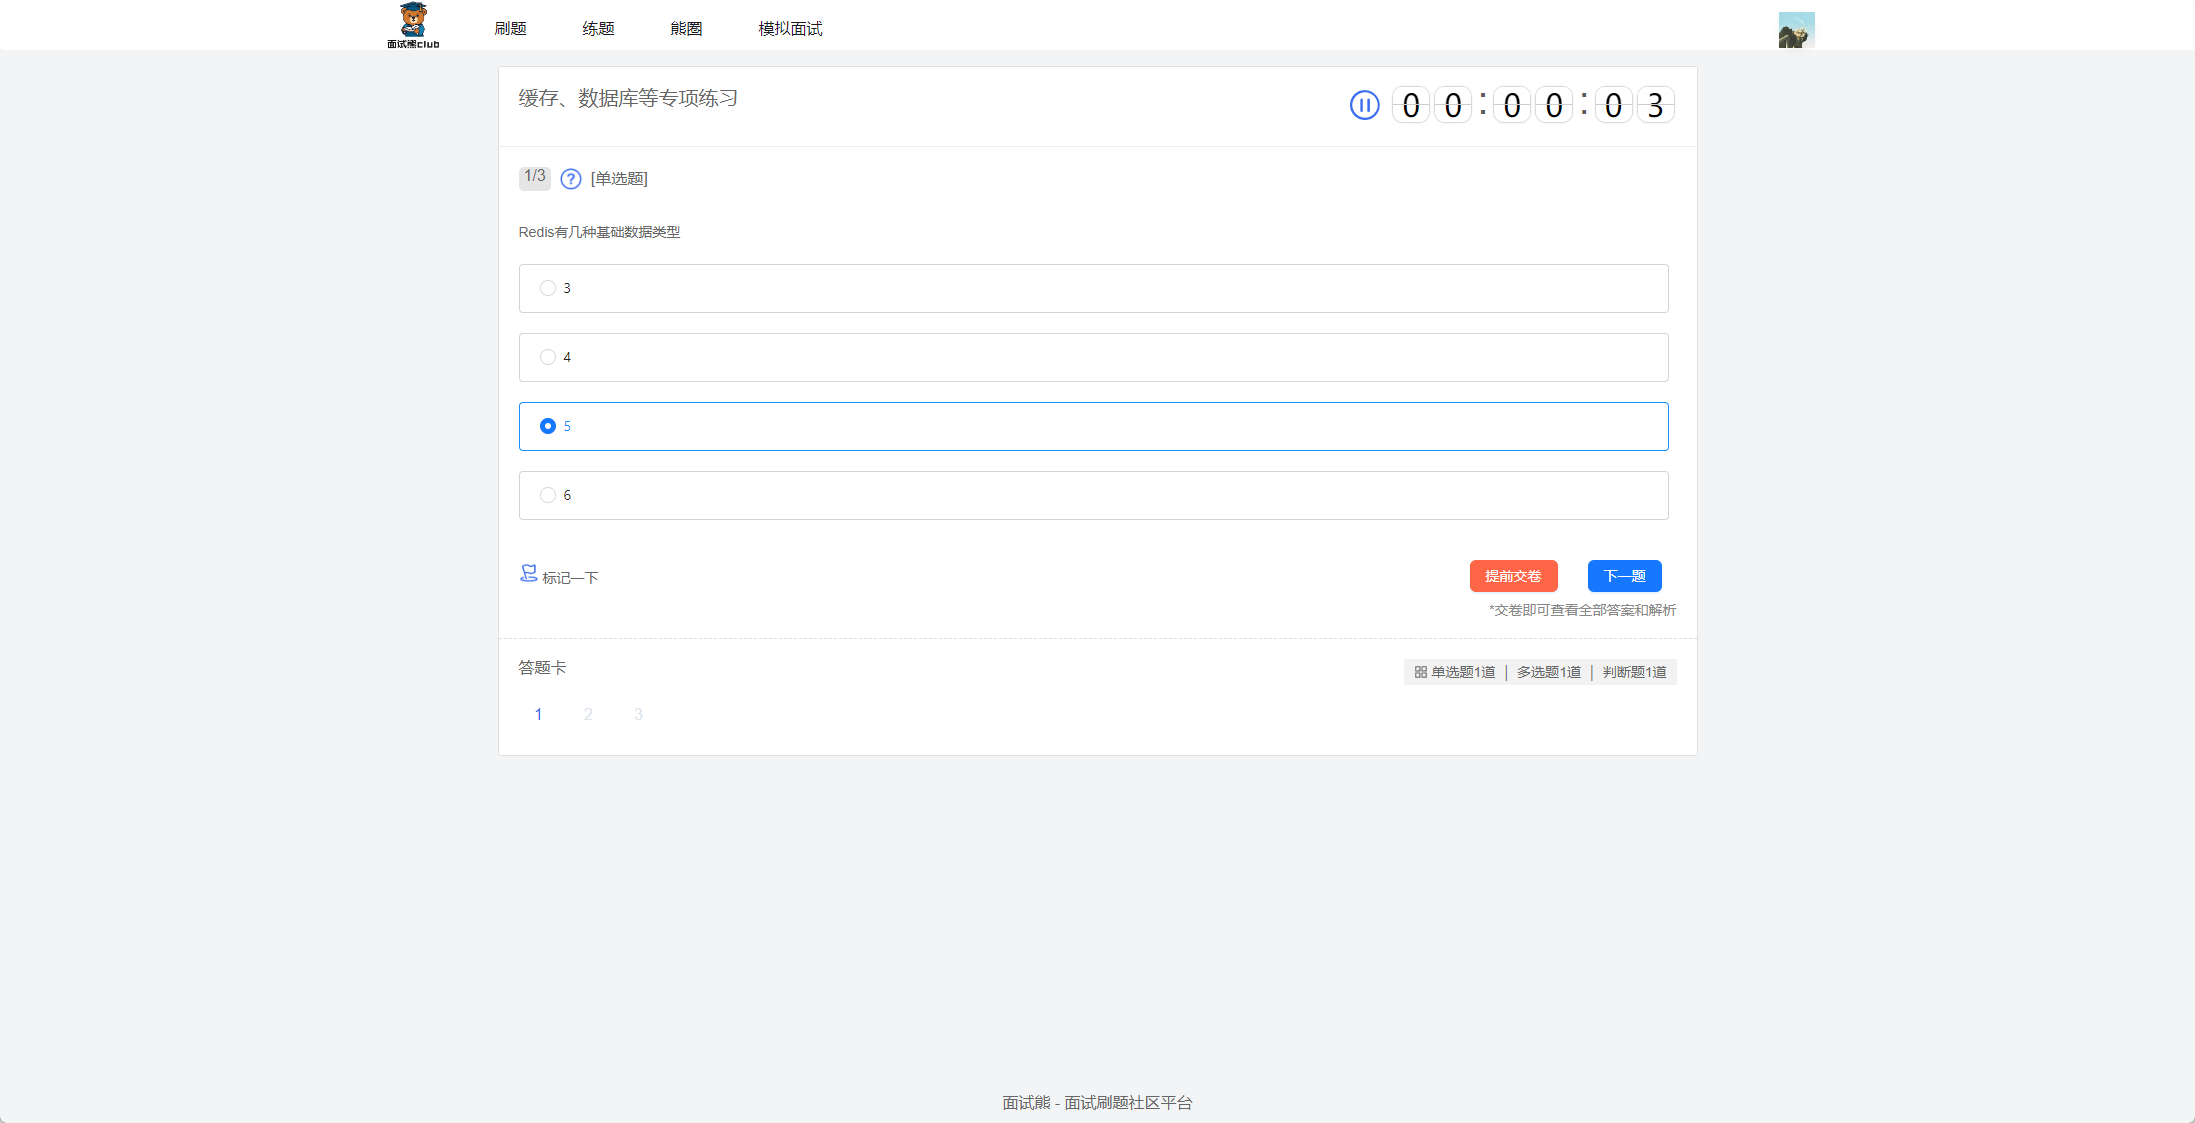 面试熊club
刷题 练题 熊圈 模拟面试
缓存、数据库等专项练习
00:00:03
1/3 ? [单选题]
Redis有几种基础数据类型
3
4
5
6
标记一下
提前交卷 下一题
*交卷即可查看全部答案和解析
答题卡
单选题1道 | 多选题1道 | 判断题1道
1 2 3
面试熊 - 面试刷题社区平台